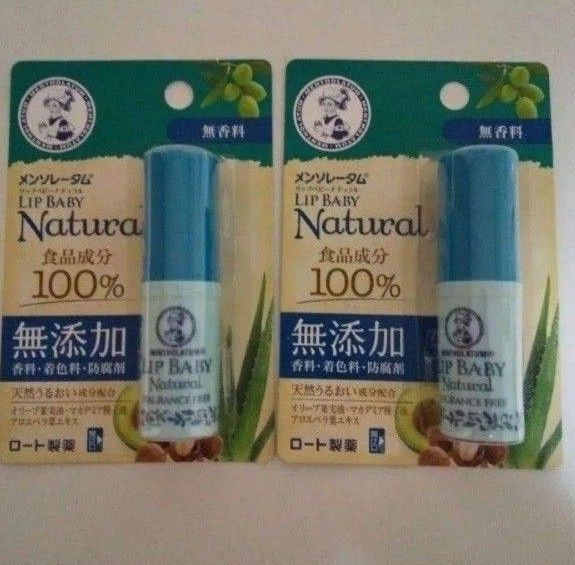 MENTHOLATUM
無香料
メンソレータム
リップベビーナチュラル
LIP BABY
Natural
食品成分
100%
無添加
香料・着色料・防腐剤
天然うるおい成分配合
オリーブ果実油・マカデミア種
アロエベラ葉エキス
ロート製薬
MENTHOLATUM
LIP BABY
Natural
FRAGRANCE FREE
MENTHOLATUM
無香料
メンソレータム
リップベビーナチュラル
LIP BABY
Natural
食品成分
100%
無添加
香料・着色料・防腐剤
天然うるおい成分配合
オリーブ果実油・マカデミア種
アロエベラ葉エキス
ロート製薬
MENTHOLATUM
LIP BABY
Natural
FRAGRANCE FREE